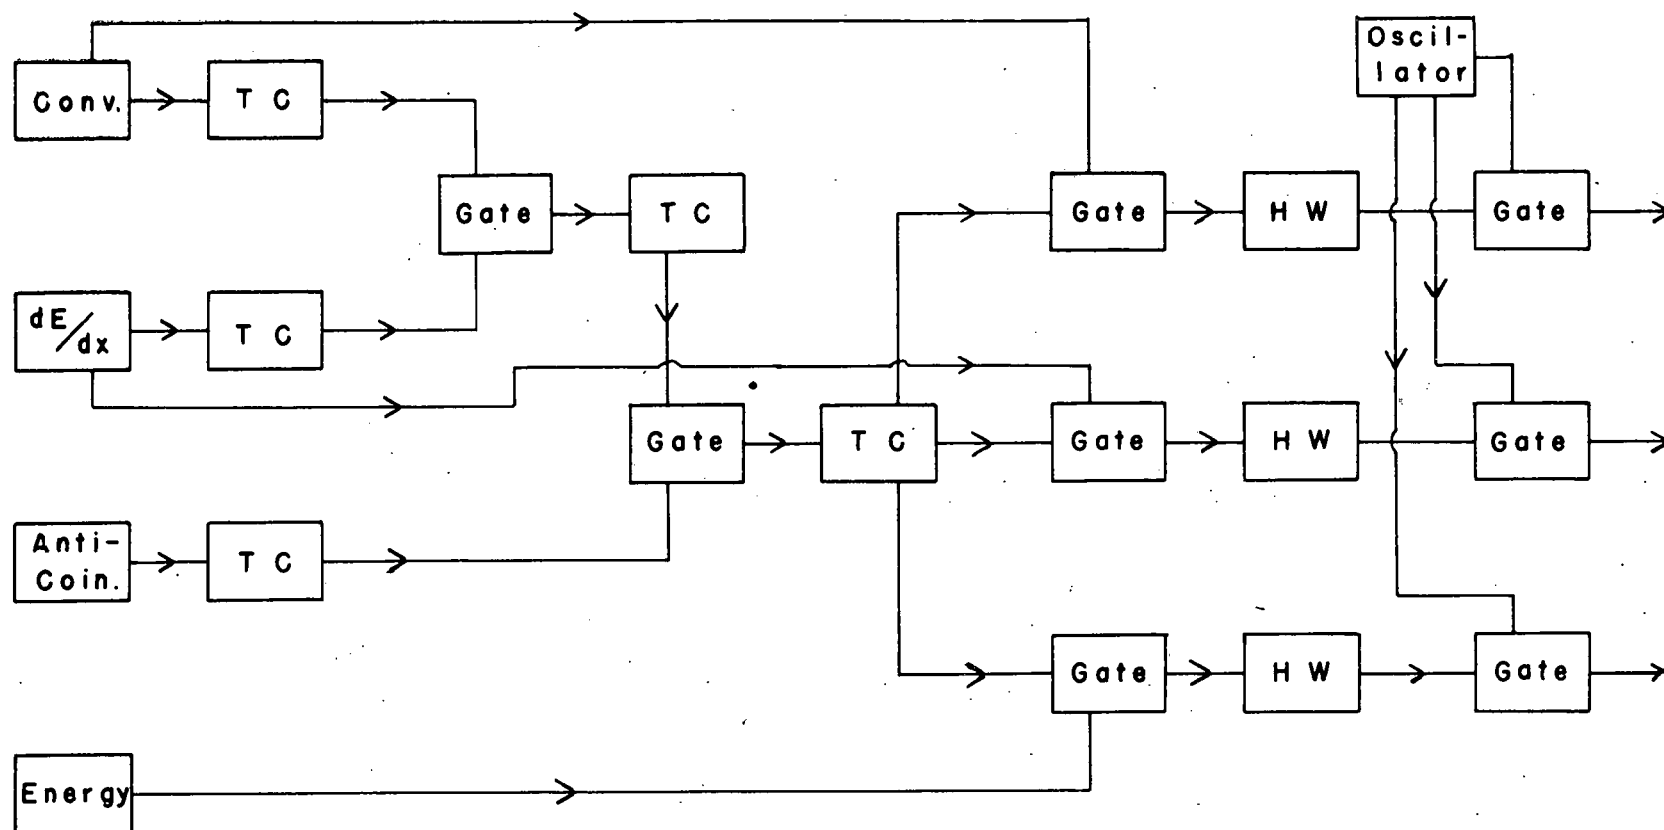 Oscil-
lator
Conv.
T C
Gate
T C
Gate
H W
Gate
dE/dx
T C
Gate
T C
Gate
H W
Gate
Anti-
Coin.
T C
Gate
H W
Gate
Energy